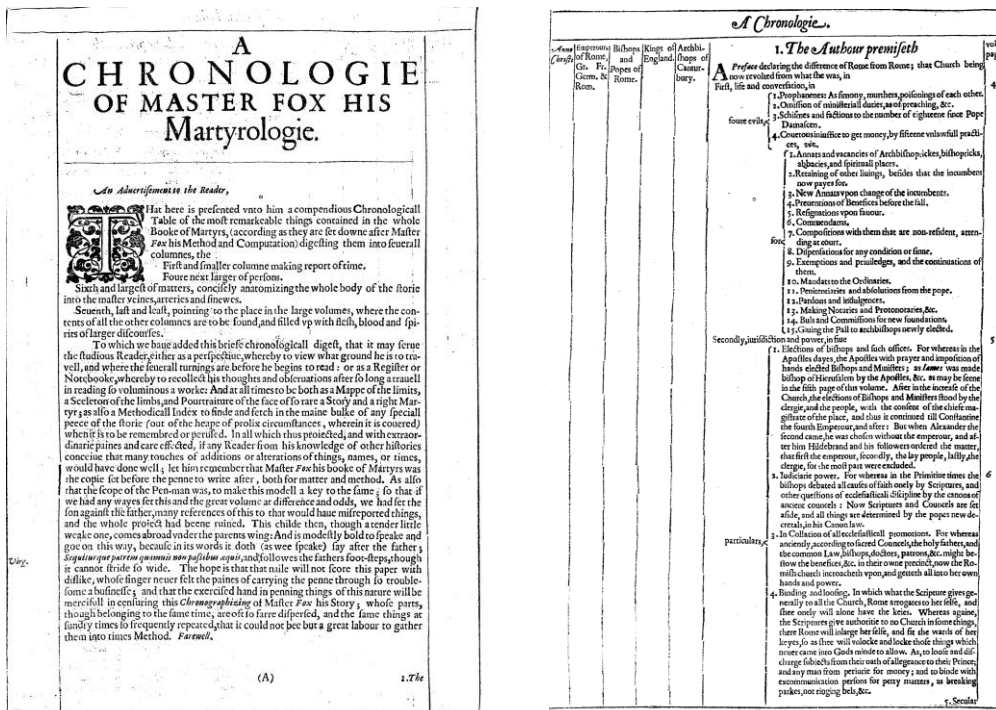 A
CHRONOLOGIE
OF MASTER FOX HIS
Martyrologie.
An Aduertisement to the Reader,
THat here is presented vnto him a compendious Chronologicall
Table of the most remarkeable things contained in the whole
Booke of Martyrs, (according as they are set downe after Master
Fox his Method and Computation) digesting them into seuerall
columnes, the
First and smaller columne making report of time.
Foure next larger of persons.
Sixth and largest of matters, concisely anatomizing the whole body of the storie
into the master veines, arteries and sinewes.
Seuenth, last and least, pointing to the place in the large volumes, where the con-
tents of all the other columnes are to be found, and filled vp with flesh, blood and spi-
rits of larger discourses.
To which we haue added this briefe chronologicall digest, that it may serue
the studious Reader, either as a perspectiue, whereby to view what ground he is to tra-
vell, and where the seuerall turnings are, before he begins to read: or as a Register or
Notebooke, whereby to recollect his thoughts and obseruations after so long a trauell
in reading so voluminous a worke: And at all times to be both as a Mappe of the limits,
a Sceleton of the limbs, and Pourtraiture of the face of so rare a Story and a right Mar-
tyr; as also a Methodicall Index to finde and fetch in the maine bulke of any speciall
peece of the storie (out of the heape of prolix circumstances, wherein it is couered)
when it is to be remembred or perused. In all which thus proiected, and with extraor-
dinarie paines and care effected, if any Reader from his knowledge of other histories
conceiue that many touches of additions or alterations of things, names, or times,
would haue done well; let him remember that Master Fox his booke of Martyrs was
the copie set before the penne to write after, both for matter and method. As also
that the scope of the Pen-man was, to make this modell a key to the same; so that if
we had any wayes set this and the great volume at difference and odds, we had set the
son against the father, many references of this to that would haue misreported things,
and the whole proiect had beene ruined. This childe then, though a tender little
weake one, comes abroad vnder the parents wing: And is modestly bold to speake and
goe on this way, because in its words it doth (as wee speake) say after the father;
Virg.
Sequiturque patrem quamuis non passibus æquis, and followes the fathers foot-steps, though
it cannot stride so wide. The hope is that that naile will not score this paper with
dislike, whose finger neuer felt the paines of carrying the penne through so trouble-
some a businesse; and that the exercised hand in penning things of this nature will be
mercifull in censuring this Chronographizing of Master Fox his Story; whose parts,
though belonging to the same time, are oft so farre dispersed, and the same things at
sundry times so frequently repeated, that it could not bee but a great labour to gather
them into times Method. Farewell.
(A)
1. The
A Chronologie.
Anno
Christi.
Emperours
of Rome,
Gr. Fr.
Germ. &
Rom.
Bishops
and
Popes of
Rome.
Kings of
England.
Archbi-
shops of
Cantur-
bury.
1. The Authour premiseth
vol
pag
A Preface declaring the difference of Rome from Rome; that Church being
now revolted from what she was, in
4
First, life and conversation, in
foure evils,
1. Prophaneness: As simony, murthers, poisonings of each other.
2. Omission of ministeriall duties, as of preaching, &c.
3. Schismes and factions to the number of eighteene since Pope
Damascen.
4. Couetous iniustice to get money, by fifteene vnlawfull practi-
ces, viz.
for
1. Annats and vacancies of Archbishoprickes, bishopricks,
abbacies, and spirituall places.
2. Retaining of other liuings, besides that the incumbent
now payes for.
3. New Annats vpon change of the incumbents.
4. Preuentions of Benefices before the fall.
5. Resignations vpon fauour.
6. Commendams.
7. Compositions with them that are non-resident, atten-
ding at court.
8. Dispensations for any condition or sinne.
9. Exemptions and priuiledges, and the continuations of
them.
10. Mandats to the Ordinaries.
11. Penitenciaries and absolutions from the pope.
12. Pardons and indulgences.
13. Making Notaries and Protonotaries, &c.
14. Buls and Commissions for new foundations.
15. Giuing the Pall to archbishops newly elected.
Secondly, iurisdiction and power, in fiue
5
particulars,
1. Elections of bishops and such offices. For whereas in the
Apostles dayes, the Apostles with prayer and imposition of
hands elected Bishops and Ministers; as Iames was made
bishop of Hierusalem by the Apostles, &c. as may be seene
in the fifth page of this volume. After in the increase of the
Church, the elections of Bishops and Ministers stood by the
clergie, and the people, with the consent of the chiefe ma-
gistrate of the place, and thus it continued till Constantine
the fourth Emperour, and after: But when Alexander the
second came, he was chosen without the emperour, and af-
ter him Hildebrand and his followers ordered the matter,
that first the emperour, secondly, the lay people, lastly, the
clergie, for the most part were excluded.
2. Iudiciarie power. For whereas in the Primitiue times the
6
bishops debated all causes of faith onely by Scriptures, and
other questions of ecclesiasticall discipline by the canons of
ancient councels: Now Scriptures and Councels are set
aside, and all things are determined by the popes new de-
cretals, in his Canon law.
3. In Collation of all ecclesiasticall promotions. For whereas
anciently, according to sacred Councels, the holy fathers, and
the common Law, bishops, doctors, patrons, &c. might be-
stow the benefices, &c. in their owne precinct, now the Ro-
mish church incroacheth vpon, and getteth all into her own
hands and power.
4. Binding and loosing. In which what the Scripture giues ge-
nerally to all the Church, Rome arrogates to her selfe, and
shee onely will alone have the keies. Whereas againe,
the Scriptures give authoritie to no Church in some things,
there Rome will inlarge her selfe, and fit the wards of her
keyes, so as shee will vnlocke and locke those things which
neuer came into Gods minde to allow. As, to loose and dis-
charge subiects from their oath of allegeance to their Prince;
and any man from periurie for money; and to binde with
excommunication persons for petty matters, as breaking
parkes, not ringing bels, &c.
5. Secular